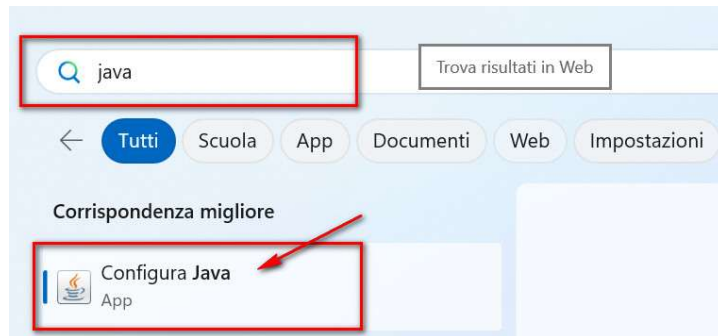 java
Trova risultati in Web
Tutti Scuola App Documenti Web Impostazioni
Corrispondenza migliore
Configura Java
App